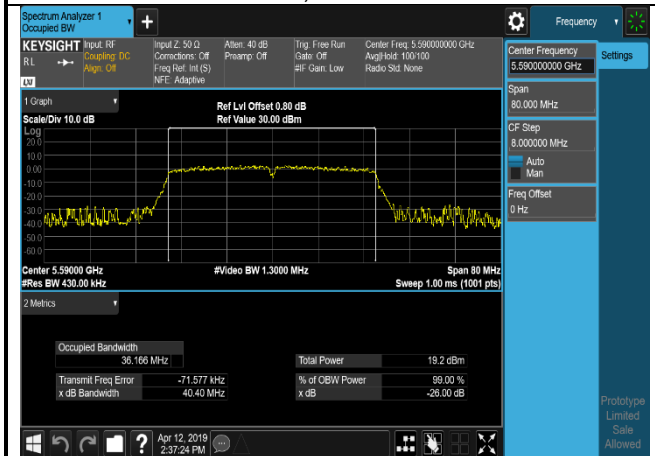 Spectrum Analyzer 1
Occupied BW
Frequency
KEYSIGHT
RL
LXI
Input: RF
Coupling: DC
Align: Off
Input Z: 50 Ω
Corrections: Off
Freq Ref: Int (S)
NFE: Adaptive
Atten: 40 dB
Preamp: Off
Trig: Free Run
Gate: Off
#IF Gain: Low
Center Freq: 5.590000000 GHz
Avg|Hold: 100/100
Radio Std: None
Center Frequency
5.590000000 GHz
Settings
Span
80.000 MHz
CF Step
8.000000 MHz
Auto
Man
Freq Offset
0 Hz
1 Graph
Scale/Div 10.0 dB
Ref Lvl Offset 0.80 dB
Ref Value 30.00 dBm
Log
20.0
10.0
0.00
-10.0
-20.0
-30.0
-40.0
-50.0
-60.0
Center 5.59000 GHz
#Video BW 1.3000 MHz
Span 80 MHz
#Res BW 430.00 kHz
Sweep 1.00 ms (1001 pts)
2 Metrics
Occupied Bandwidth
36.166 MHz
Total Power 19.2 dBm
Transmit Freq Error -71.577 kHz
% of OBW Power 99.00 %
x dB Bandwidth 40.40 MHz
x dB -26.00 dB
Apr 12, 2019
2:37:24 PM
Prototype
Limited
Sale
Allowed